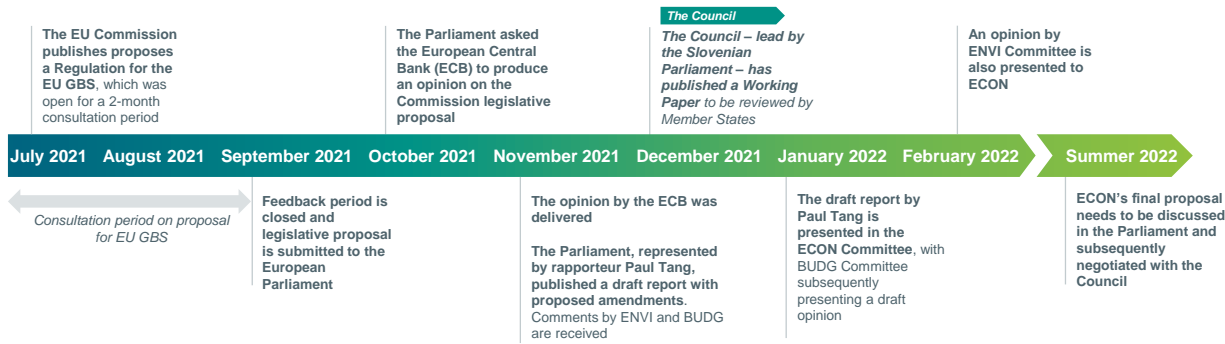 The EU Commission
publishes proposes
a Regulation for the
EU GBS, which was
open for a 2-month
consultation period
The Parliament asked
the European Central
Bank (ECB) to produce
an opinion on the
Commission legislative
proposal
The Council
The Council – lead by
the Slovenian
Parliament – has
published a Working
Paper to be reviewed by
Member States
An opinion by
ENVI Committee is
also presented to
ECON
July 2021 August 2021 September 2021 October 2021 November 2021 December 2021 January 2022 February 2022 Summer 2022
Consultation period on proposal
for EU GBS
Feedback period is
closed and
legislative proposal
is submitted to the
European
Parliament
The opinion by the ECB was
delivered
The Parliament, represented
by rapporteur Paul Tang,
published a draft report with
proposed amendments.
Comments by ENVI and BUDG
are received
The draft report by
Paul Tang is
presented in the
ECON Committee, with
BUDG Committee
subsequently
presenting a draft
opinion
ECON's final proposal
needs to be discussed
in the Parliament and
subsequently
negotiated with the
Council